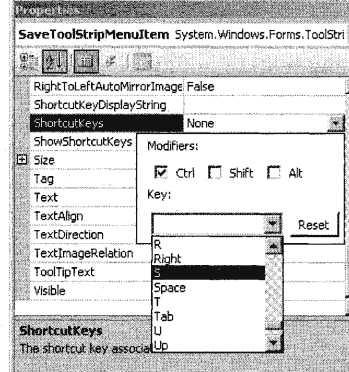 Properties
SaveToolStripMenuItem System.Windows.Forms.ToolStri
RightToLeftAutoMirrorImage False
ShortcutKeyDisplayString
ShortcutKeys None
ShowShortcutKeys
Modifiers:
Size
Ctrl Shift Alt
Tag
Key:
Text
TextAlign
Reset
TextDirection
R
TextImageRelation
Right
ToolTipText
S
Visible
Space
T
Tab
ShortcutKeys
U
The shortcut key associa
Up